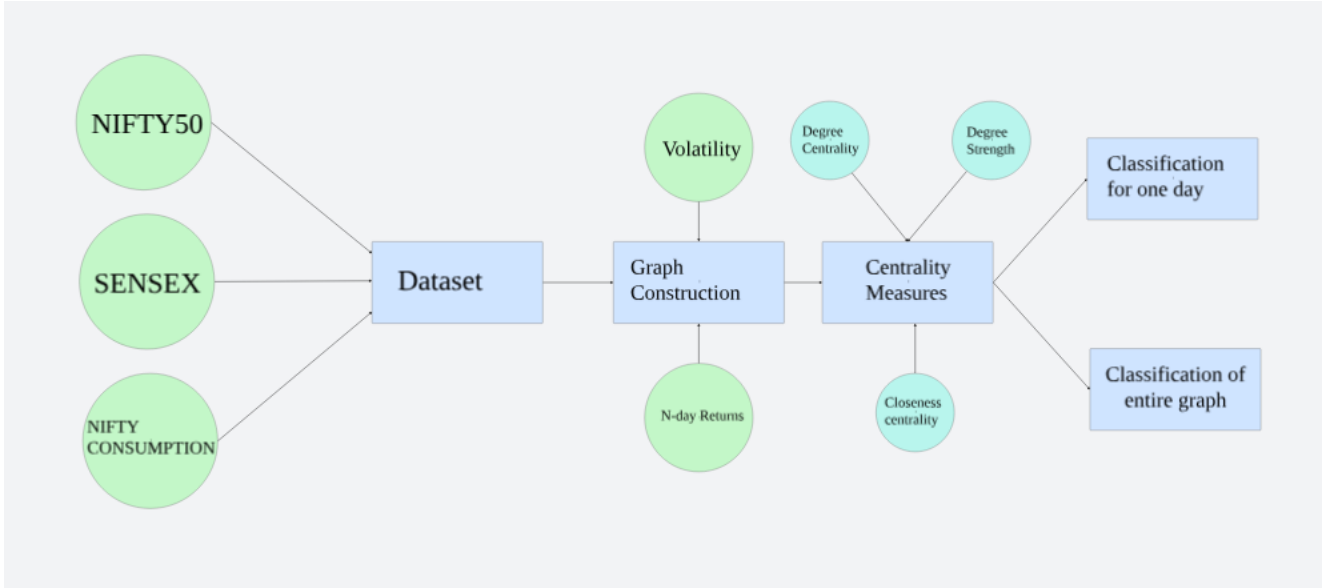 NIFTY50
SENSEX
NIFTY
CONSUMPTION
Dataset
Volatility
Graph
Construction
N-day Returns
Degree
Centrality
Degree
Strength
Centrality
Measures
Closeness
centrality
Classification
for one day
Classification of
entire graph